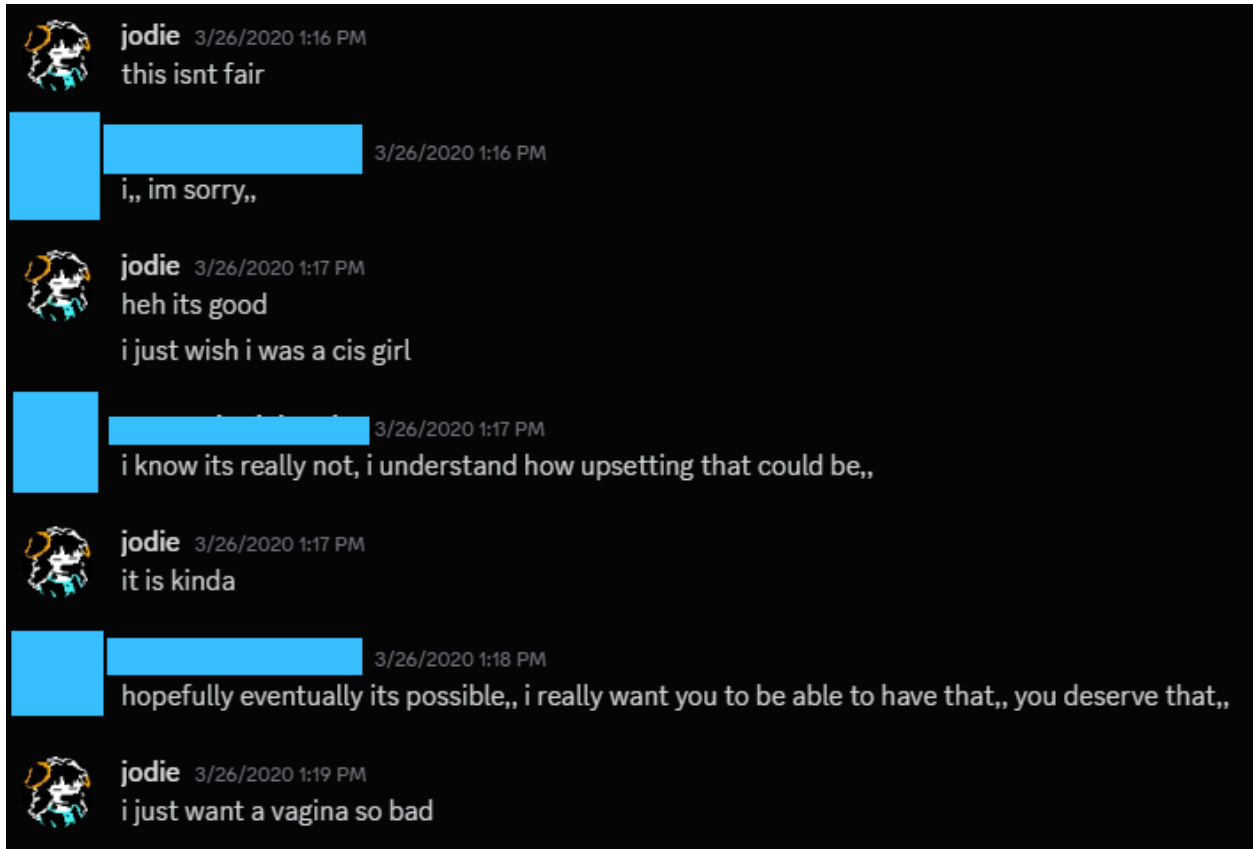 jodie 3/26/2020 1:16 PM
this isnt fair
3/26/2020 1:16 PM
i,, im sorry,,
jodie 3/26/2020 1:17 PM
heh its good
i just wish i was a cis girl
3/26/2020 1:17 PM
i know its really not, i understand how upsetting that could be,,
jodie 3/26/2020 1:17 PM
it is kinda
3/26/2020 1:18 PM
hopefully eventually its possible,, i really want you to be able to have that,, you deserve that,,
jodie 3/26/2020 1:19 PM
i just want a vagina so bad